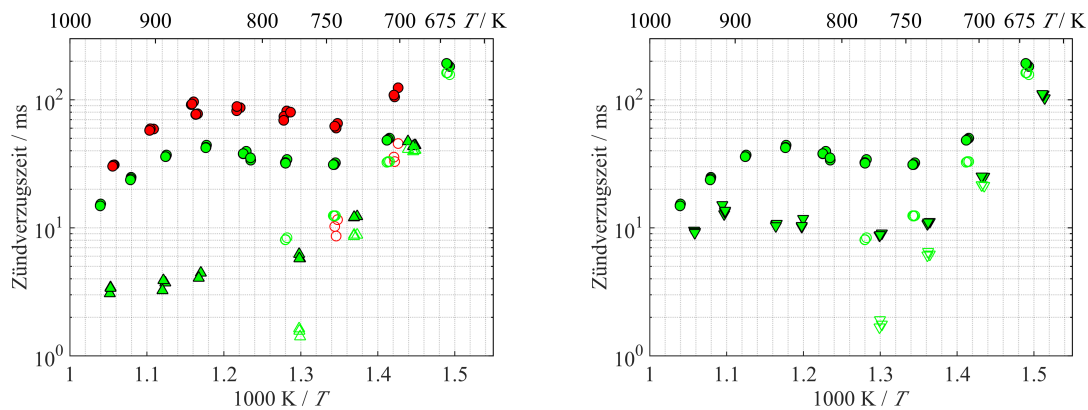 1000 900 800 750 700 675 T / K
10²
10¹
10⁰
Zündverzugszeit / ms
1 1.1 1.2 1.3 1.4 1.5
1000 K / T
1000 900 800 750 700 675 T / K
10²
10¹
10⁰
Zündverzugszeit / ms
1 1.1 1.2 1.3 1.4 1.5
1000 K / T